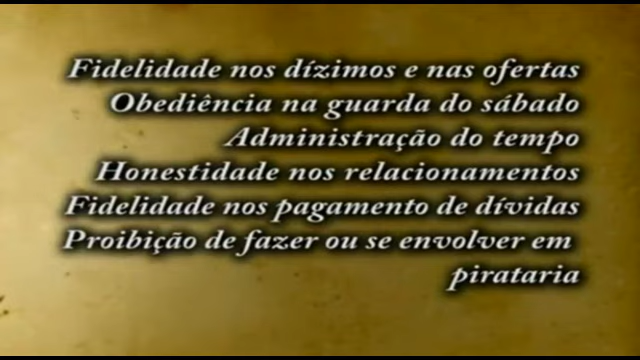 Fidelidade nos dízimos e nas ofertas
Obediência na guarda do sábado
Administração do tempo
Honestidade nos relacionamentos
Fidelidade nos pagamento de dívidas
Proibição de fazer ou se envolver em
pirataria